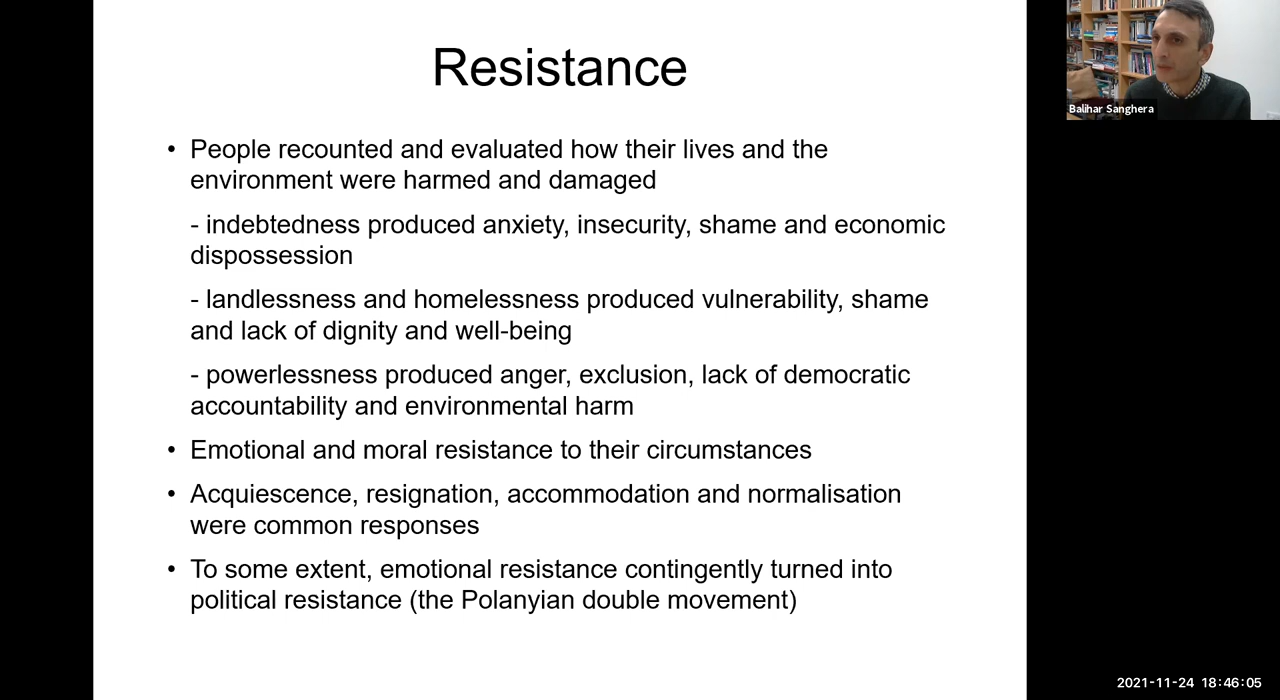 Resistance
• People recounted and evaluated how their lives and the
environment were harmed and damaged
- indebtedness produced anxiety, insecurity, shame and economic
dispossession
- landlessness and homelessness produced vulnerability, shame
and lack of dignity and well-being
- powerlessness produced anger, exclusion, lack of democratic
accountability and environmental harm
• Emotional and moral resistance to their circumstances
• Acquiescence, resignation, accommodation and normalisation
were common responses
• To some extent, emotional resistance contingently turned into
political resistance (the Polanyian double movement)
Balihar Sanghera
2021-11-24 18:46:05